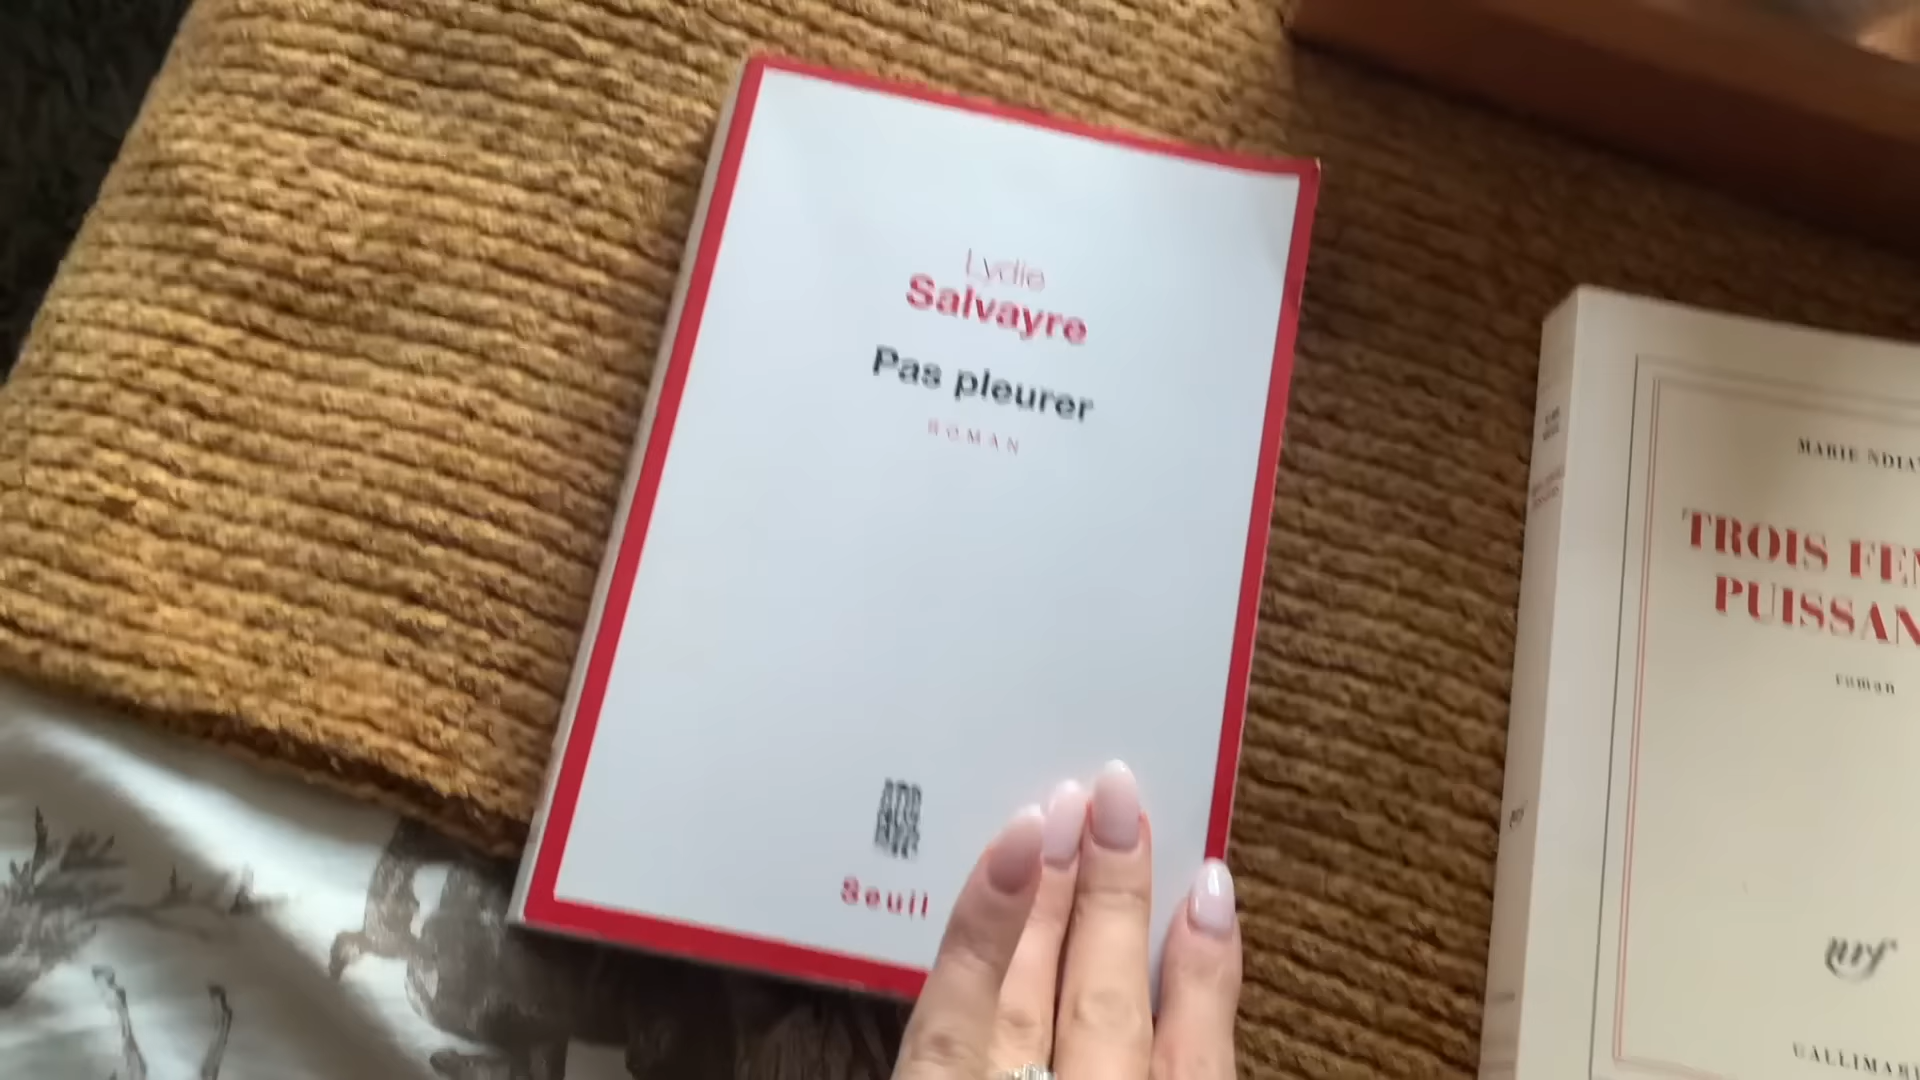 Lydie
Salvayre
Pas pleurer
ROMAN
Seuil
MARIE NDIA
TROIS FE
PUISSAN
roman
nrf
GALLIMAR